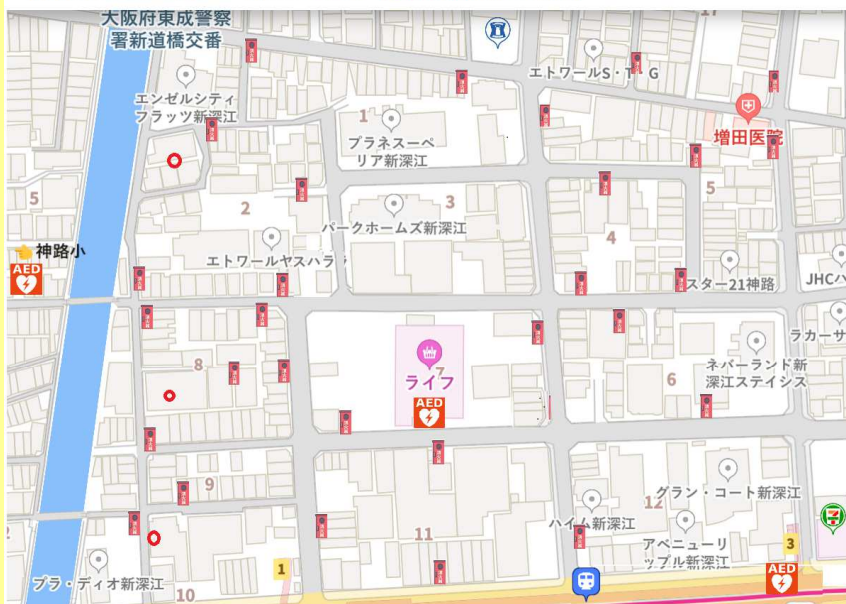 大阪府東成警察
署新道橋交番
17
エトワールS・T・G
エンゼルシティ
フラッツ新深江
1
プラネスーペ
リア新深江
増田医院
5
5
2
3
パークホームズ新深江
4
神路小
エトワールヤスハラ
AED
スター21神路
JHCハ
ラカーサ
8
7
ライフ
ネバーランド新
深江ステイシス
6
AED
9
グラン・コート新深江
12
ハイム新深江
11
アベニューリ
ップル新深江
3
プラ・ディオ新深江
1
10
AED